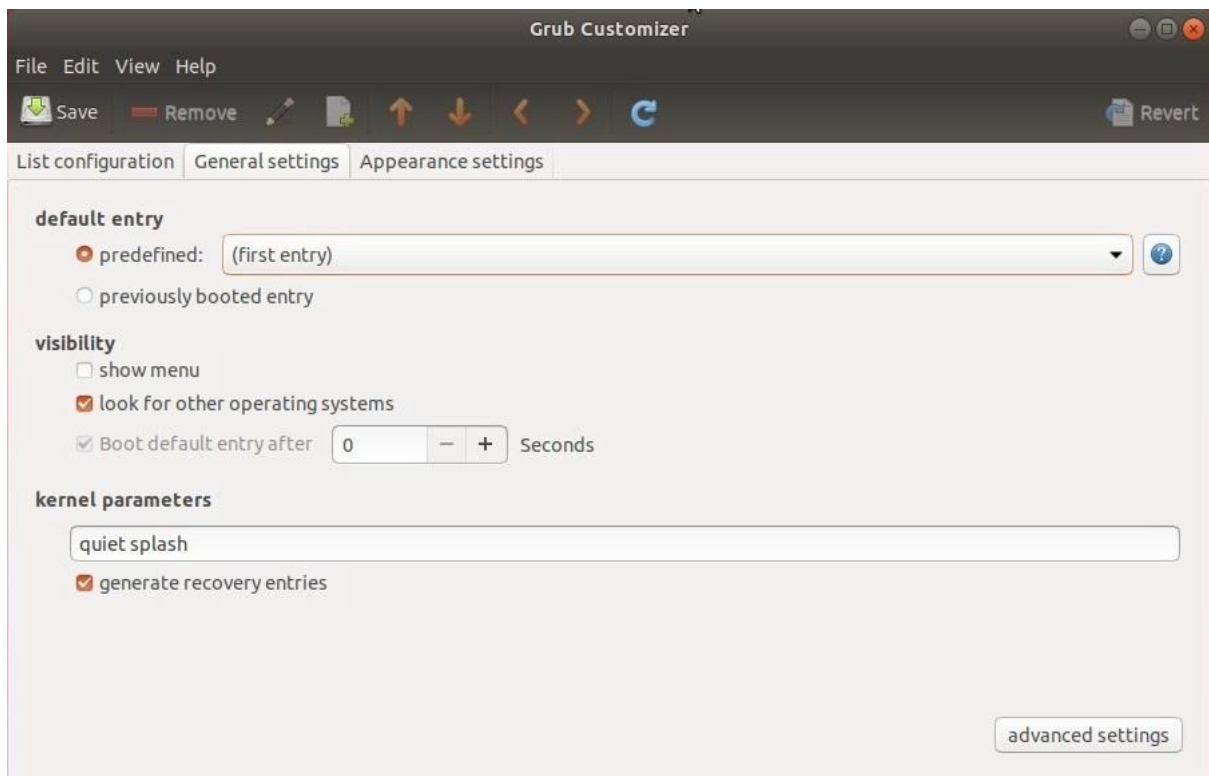 Grub Customizer
File Edit View Help
Save Remove Revert
List configuration General settings Appearance settings
default entry
predefined: (first entry)
previously booted entry
visibility
show menu
look for other operating systems
Boot default entry after 0 Seconds
kernel parameters
quiet splash
generate recovery entries
advanced settings